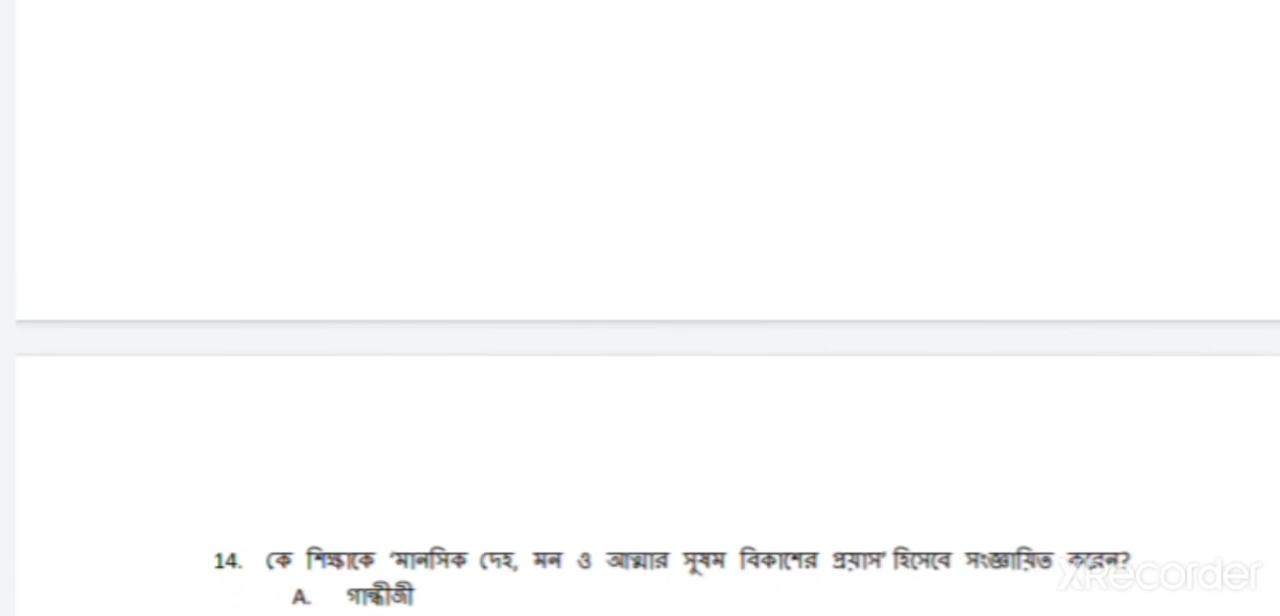 14. কে শিক্ষাকে ‘মানসিক দেহ, মন ও আত্মার সুষম বিকাশের প্রয়াস’ হিসেবে সংজ্ঞায়িত করেন?
A. গান্ধীজী
XRecorder